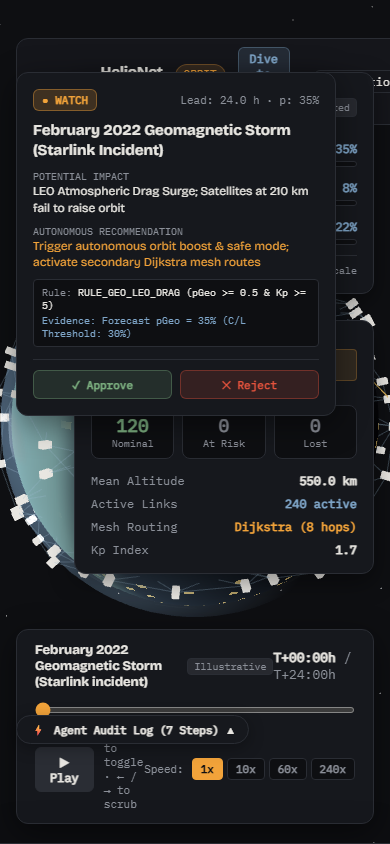 HelioNet
ORBIT
Dive
to
WATCH
Lead: 24.0 h · p: 35%
February 2022 Geomagnetic Storm
(Starlink Incident)
35%
8%
22%
POTENTIAL IMPACT
LEO Atmospheric Drag Surge; Satellites at 210 km
fail to raise orbit
AUTONOMOUS RECOMMENDATION
Trigger autonomous orbit boost & safe mode;
activate secondary Dijkstra mesh routes
Rule: RULE_GEO_LEO_DRAG (pGeo >= 0.5 & Kp >=
5)
Evidence: Forecast pGeo = 35% (C/L
Threshold: 30%)
✓ Approve
✕ Reject
120
Nominal
0
At Risk
0
Lost
Mean Altitude 550.0 km
Active Links 240 active
Mesh Routing Dijkstra (8 hops)
Kp Index 1.7
February 2022
Geomagnetic Storm
(Starlink incident)
Illustrative
T+00:00h /
T+24:00h
⚡ Agent Audit Log (7 Steps) ▲
▶
Play
to
toggle
· ← /
→ to
scrub
Speed: 1x 10x 60x 240x